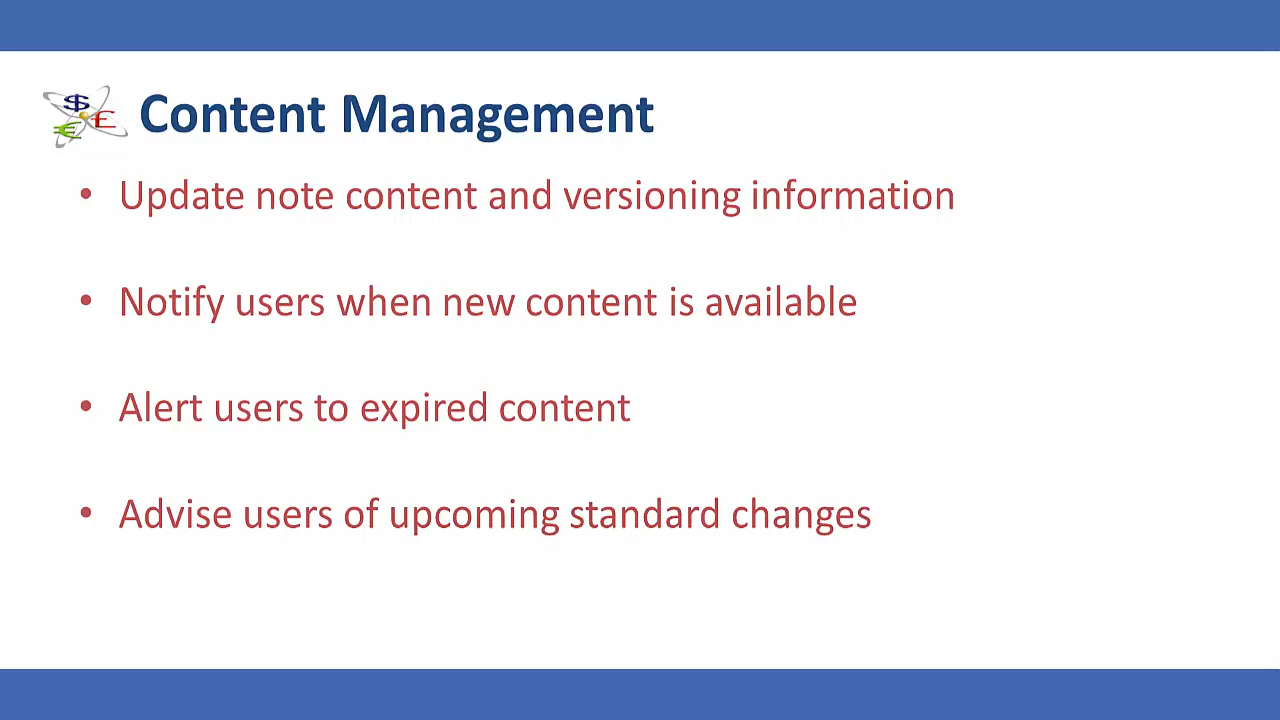 $ £ €
Content Management
• Update note content and versioning information
• Notify users when new content is available
• Alert users to expired content
• Advise users of upcoming standard changes